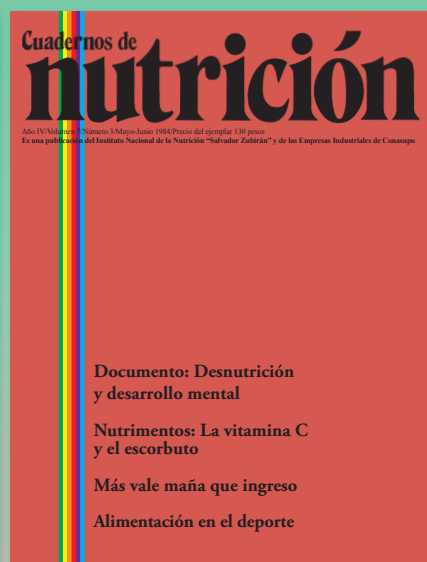 Cuadernos de
nutrición
Año IV/Volumen 7/Número 3/Mayo-Junio 1984/Precio del ejemplar 130 pesos
Es una publicación del Instituto Nacional de la Nutrición “Salvador Zubirán” y de las Empresas Industriales de Conasupo
Documento: Desnutrición
y desarrollo mental
Nutrimentos: La vitamina C
y el escorbuto
Más vale maña que ingreso
Alimentación en el deporte